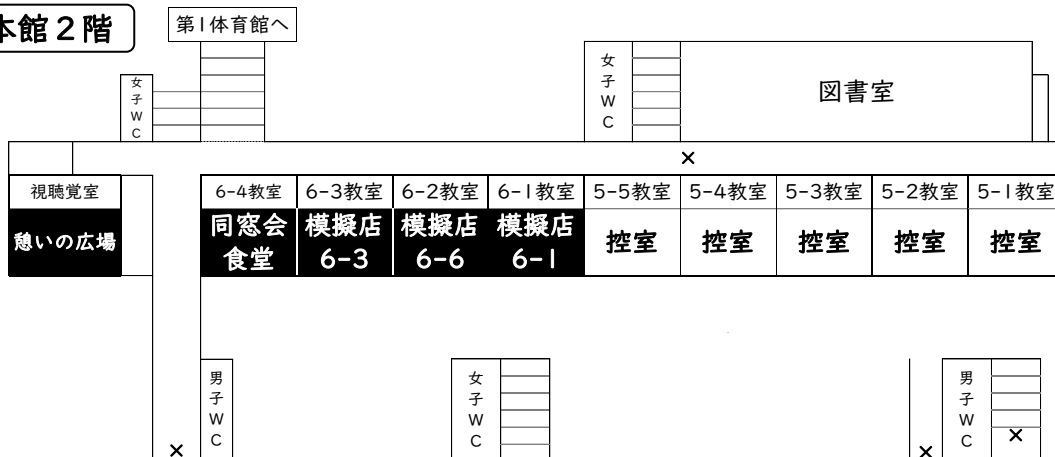 本館２階
第1体育館へ
女子WC
女子WC
図書室
×
視聴覚室
6-4教室
6-3教室
6-2教室
6-1教室
5-5教室
5-4教室
5-3教室
5-2教室
5-1教室
憩いの広場
同窓会
食堂
模擬店
6-3
模擬店
6-6
模擬店
6-1
控室
控室
控室
控室
控室
男子WC
女子WC
男子WC
×
×
×